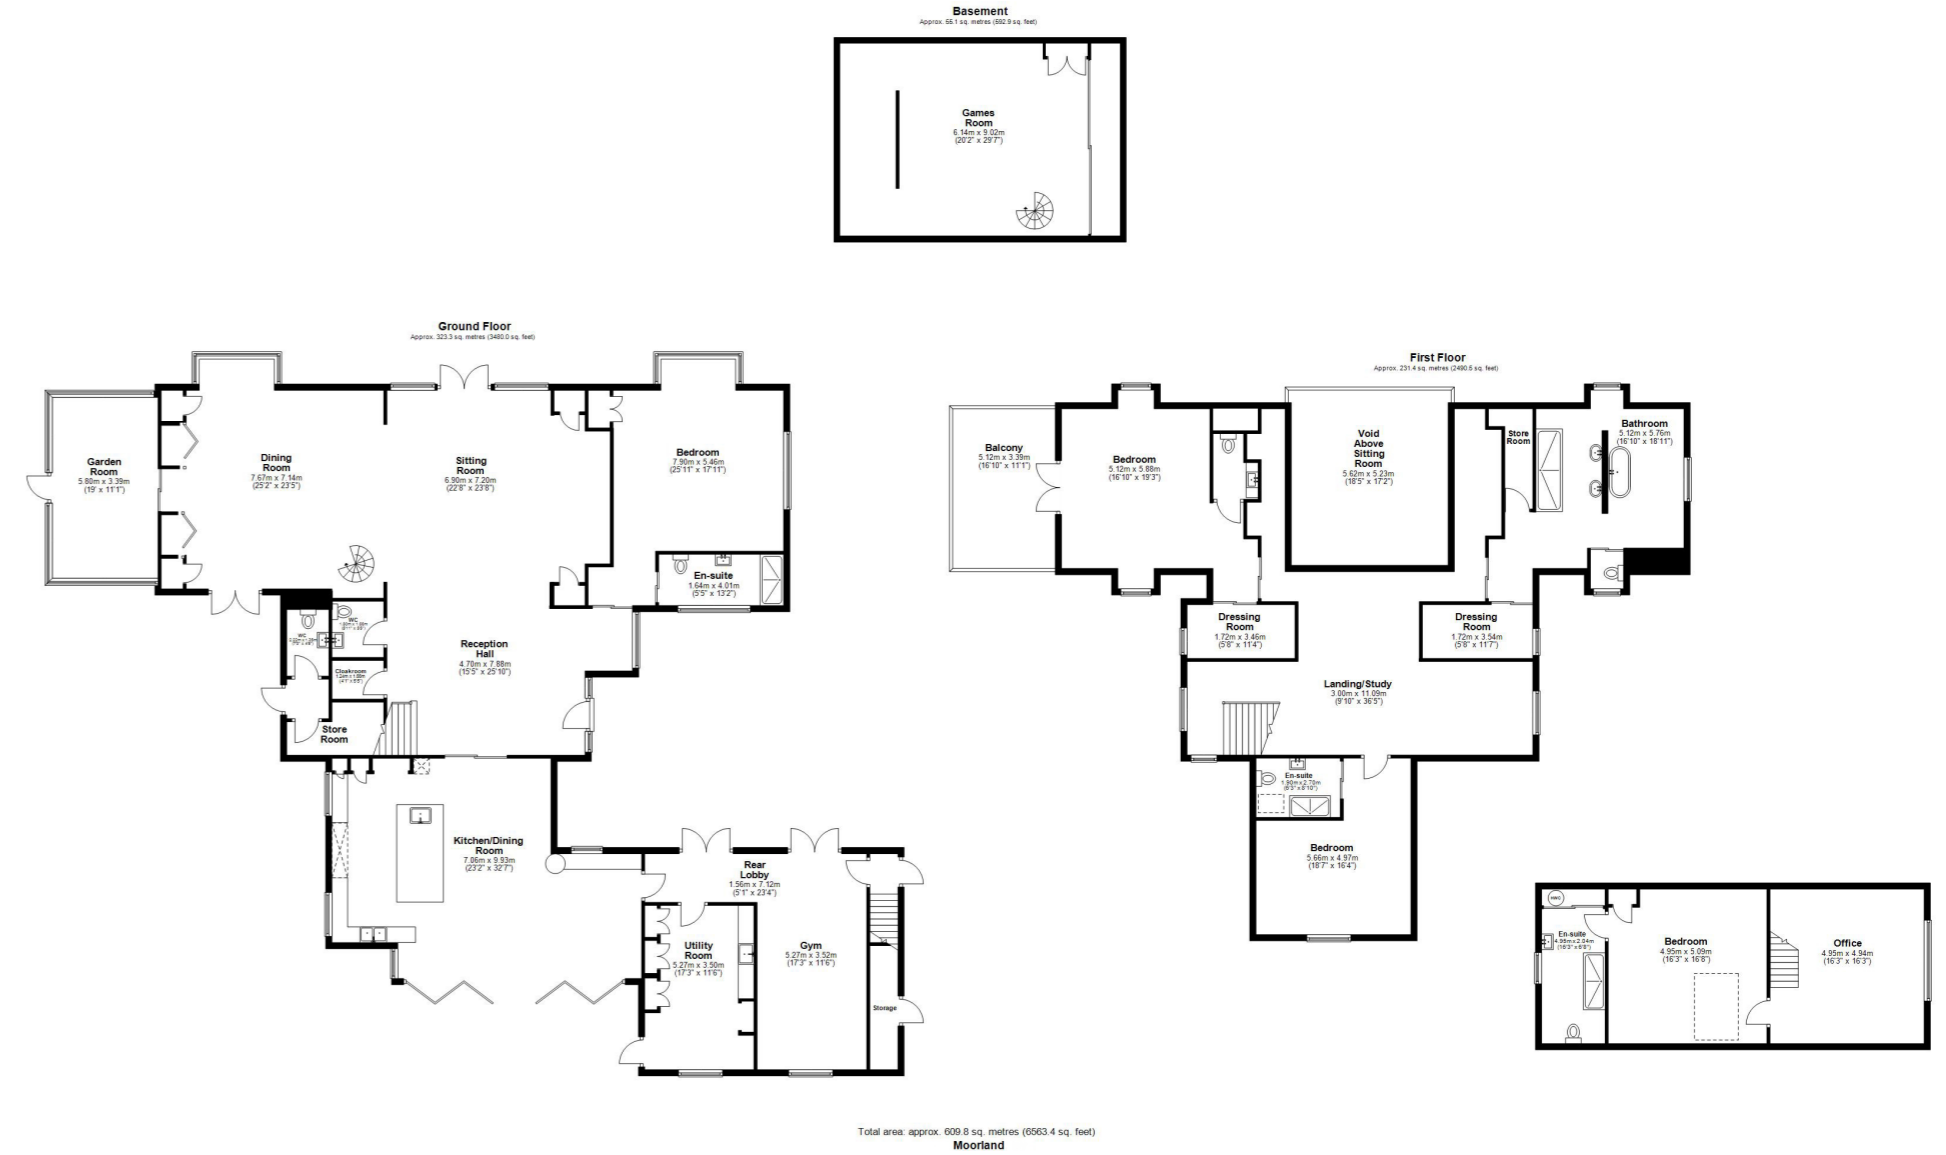 Basement
Approx. 55.1 sq. metres (592.9 sq. feet)
Games
Room
6.14m x 9.02m
(20'2" x 29'7")
Ground Floor
Approx. 323.3 sq. metres (3480.0 sq. feet)
Garden
Room
5.80m x 3.39m
(19' x 11'1")
Dining
Room
7.67m x 7.14m
(25'2" x 23'5")
Sitting
Room
6.90m x 7.20m
(22'8" x 23'8")
Bedroom
7.90m x 5.46m
(25'11" x 17'11")
En-suite
1.64m x 4.01m
(5'5" x 13'2")
WC
WC
Cloakroom
Reception
Hall
4.70m x 7.88m
(15'5" x 25'10")
Store
Room
Kitchen/Dining
Room
7.06m x 9.93m
(23'2" x 32'7")
Rear
Lobby
1.56m x 7.12m
(5'1" x 23'4")
Utility
Room
5.27m x 3.50m
(17'3" x 11'6")
Gym
5.27m x 3.52m
(17'3" x 11'6")
Storage
First Floor
Approx. 231.4 sq. metres (2490.5 sq. feet)
Balcony
5.12m x 3.39m
(16'10" x 11'1")
Bedroom
5.12m x 5.88m
(16'10" x 19'3")
Void
Above
Sitting
Room
5.62m x 5.23m
(18'5" x 17'2")
Store
Room
Bathroom
5.12m x 5.76m
(16'10" x 18'11")
Dressing
Room
1.72m x 3.46m
(5'8" x 11'4")
Dressing
Room
1.72m x 3.54m
(5'8" x 11'7")
Landing/Study
3.00m x 11.09m
(9'10" x 36'5")
En-suite
1.90m x 2.70m
(6'3" x 8'10")
Bedroom
5.66m x 4.97m
(18'7" x 16'4")
HWC
En-suite
4.95m x 2.04m
(16'3" x 6'8")
Bedroom
4.95m x 5.09m
(16'3" x 16'8")
Office
4.95m x 4.94m
(16'3" x 16'3")
Total area: approx. 609.8 sq. metres (6563.4 sq. feet)
Moorland